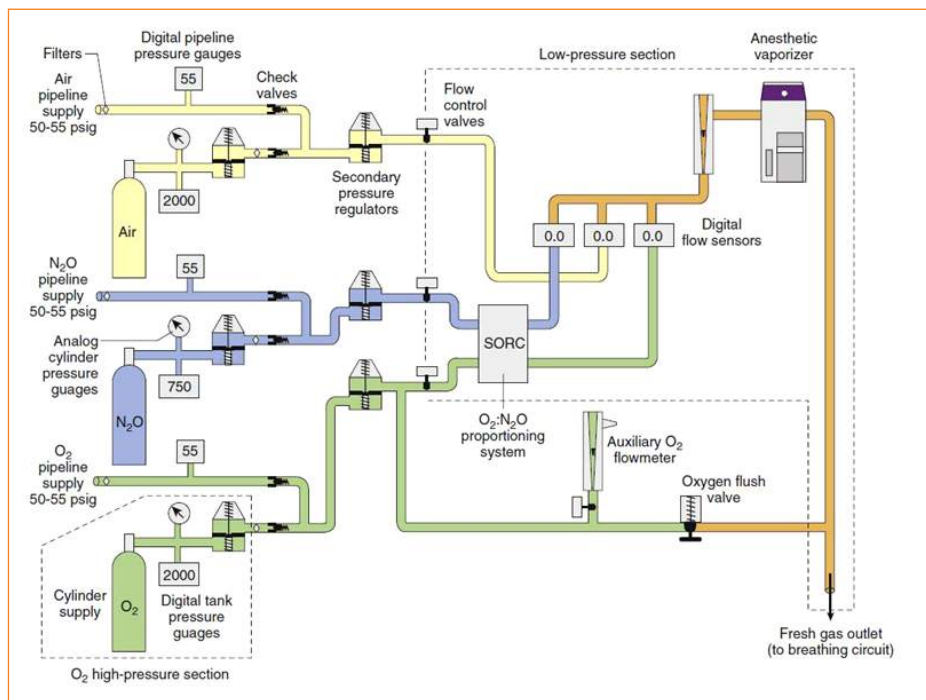 Digital pipeline
pressure gauges
Filters
Air
pipeline
supply
50-55 psig
55
Check
valves
2000
Air
Secondary
pressure
regulators
Low-pressure section
Flow
control
valves
Anesthetic
vaporizer
0.0
0.0
0.0
Digital
flow sensors
N2O
pipeline
supply
50-55 psig
55
Analog
cylinder
pressure
guages
750
N2O
SORC
O2:N2O
proportioning
system
O2
pipeline
supply
50-55 psig
55
Auxiliary O2
flowmeter
Oxygen flush
valve
2000
Cylinder
supply
O2
Digital tank
pressure
guages
O2 high-pressure section
Fresh gas outlet
(to breathing circuit)